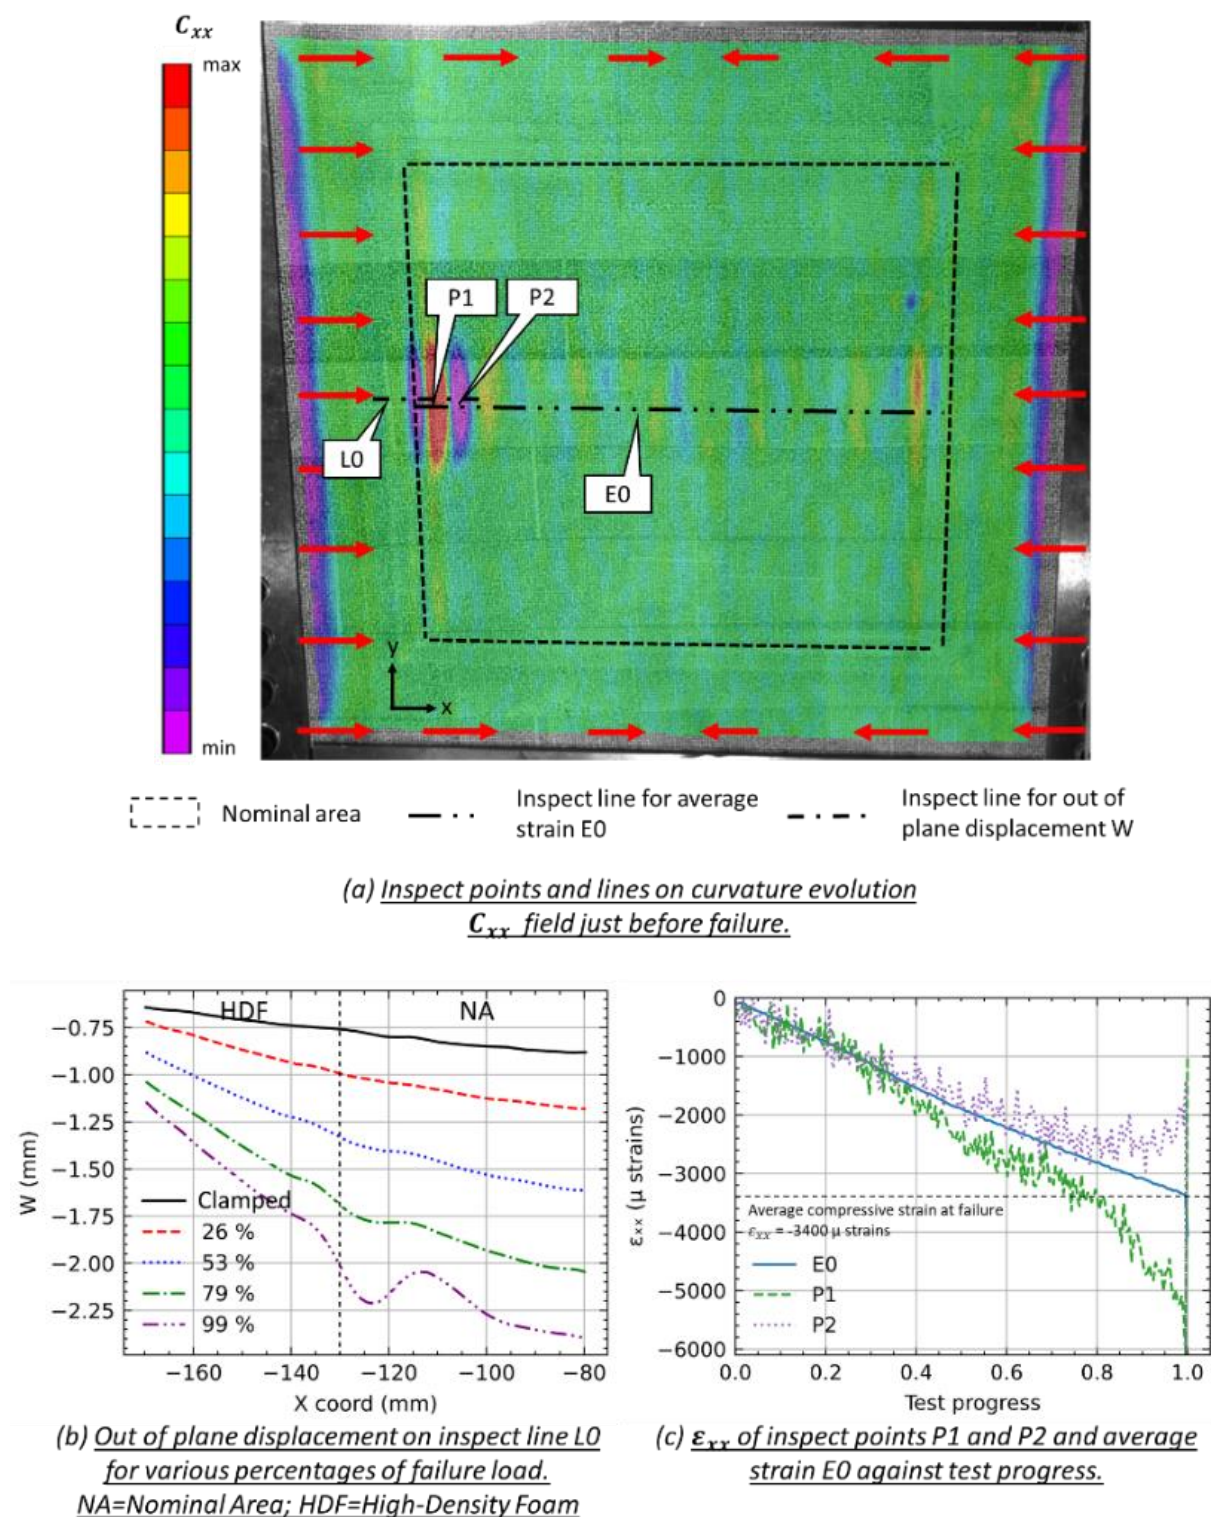 C_xx
max
min
P1
P2
L0
E0
y
x
Nominal area
Inspect line for average
strain E0
Inspect line for out of
plane displacement W
(a) Inspect points and lines on curvature evolution
C_xx field just before failure.
HDF
NA
−0.75
−1.00
−1.25
−1.50
−1.75
−2.00
−2.25
W (mm)
Clamped
26 %
53 %
79 %
99 %
−160
−140
−120
−100
−80
X coord (mm)
(b) Out of plane displacement on inspect line L0
for various percentages of failure load.
NA=Nominal Area; HDF=High-Density Foam
0
−1000
−2000
−3000
−4000
−5000
−6000
ε_xx (μ strains)
Average compressive strain at failure
ε_xx = -3400 μ strains
E0
P1
P2
0.0
0.2
0.4
0.6
0.8
1.0
Test progress
(c) ε_xx of inspect points P1 and P2 and average
strain E0 against test progress.